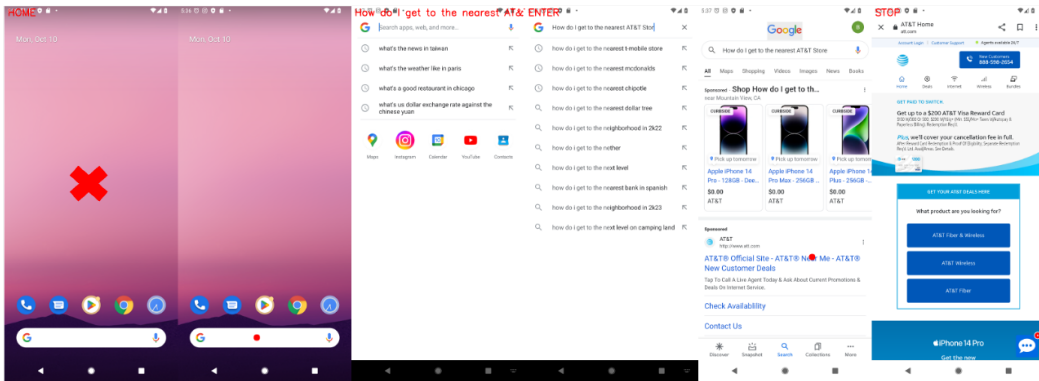 HOME
Mon, Oct 10
G
5:36
Mon, Oct 10
G
How do I get to the nearest AT&
Search apps, web, and more...
what's the news in taiwan
what's the weather like in paris
what's a good restaurant in chicago
what's us dollar exchange rate against the
chinese yuan
Maps
Instagram
Calendar
YouTube
Contacts
ENTER
How do I get to the nearest AT&T Stor
how do i get to the nearest t-mobile store
how do i get to the nearest mcdonalds
how do i get to the nearest chipotle
how do i get to the nearest dollar tree
how do i get to the neighborhood in 2k22
how do i get to the nether
how do i get to the next level
how do i get to the nearest bank in spanish
how do i get to the neighborhood in 2k23
how do i get to the next level on camping land
5:37
Google
How do I get to the nearest AT&T Store
All Maps Shopping Videos Images News Books
Sponsored · Shop How do I get to th...
near Mountain View, CA
CURBSIDE CURBSIDE CURBSIDE
Pick up tomorrow Pick up tomorrow Pick up tomorrow
Apple iPhone 14 Apple iPhone 14 Apple iPhone 14
Pro - 128GB - Dee... Pro Max - 256GB... Plus - 256GB -...
$0.00 $0.00 $0.00
AT&T AT&T AT&T
Sponsored
AT&T
http://www.att.com
AT&T® Official Site - AT&T® Near Me - AT&T®
New Customer Deals
Tap To Call A Live Agent Today & Ask About Current Promotions &
Deals On Internet Service.
Check Availability
Contact Us
Discover Snapshot Search Collections More
STOP
AT&T Home
att.com
Account Login | Customer Support
Agents available 24/7
New Customers
Home Deals Internet Wireless Bundles
GET PAID TO SWITCH.
Get up to a $200 AT&T Visa Reward Card
Plus, we'll cover your cancellation fee in full.
GET YOUR AT&T DEALS HERE
What product are you looking for?
AT&T Fiber & Wireless
AT&T Wireless
AT&T Fiber
iPhone 14 Pro
Get the new